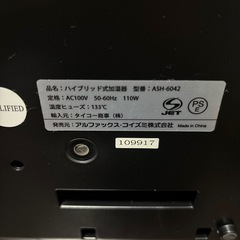 品名：ハイブリッド式加湿器　型番：ASH-6042
定格：AC100V　50-60Hz　110W
温度ヒューズ：133℃
輸入元：タイコー商事（株）
発売元：アルファックス・コイズミ株式会社
JET
PS
E
Made in China
109917
LIFIED